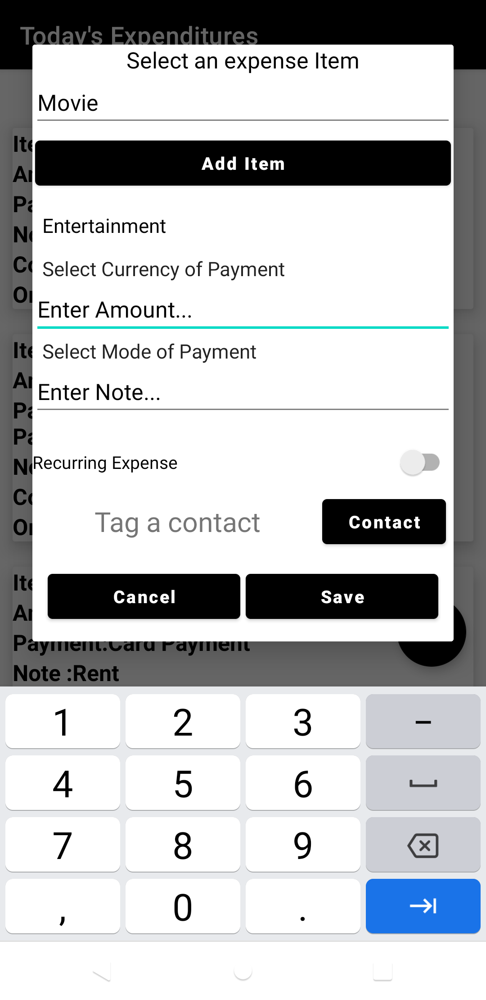 Today's Expenditures
Select an expense Item
Movie
Add Item
Entertainment
Select Currency of Payment
Enter Amount...
Select Mode of Payment
Enter Note...
Recurring Expense
Tag a contact
Contact
Cancel
Save
Payment:Card Payment
Note :Rent
1 2 3 –
4 5 6
7 8 9
, 0 .